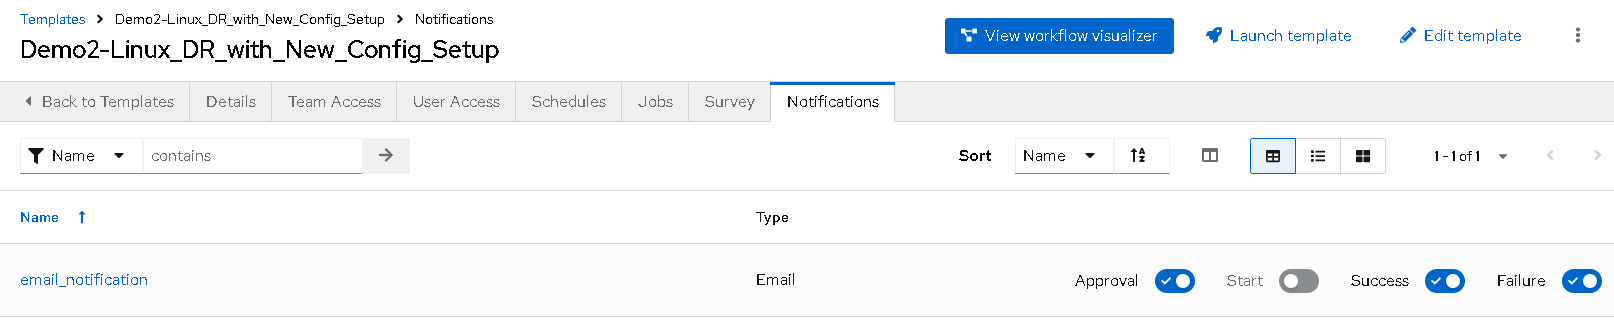 Templates > Demo2-Linux_DR_with_New_Config_Setup > Notifications
Demo2-Linux_DR_with_New_Config_Setup
View workflow visualizer Launch template Edit template
Back to Templates Details Team Access User Access Schedules Jobs Survey Notifications
Name contains Sort Name 1 - 1 of 1
Name Type
email_notification Email Approval Start Success Failure